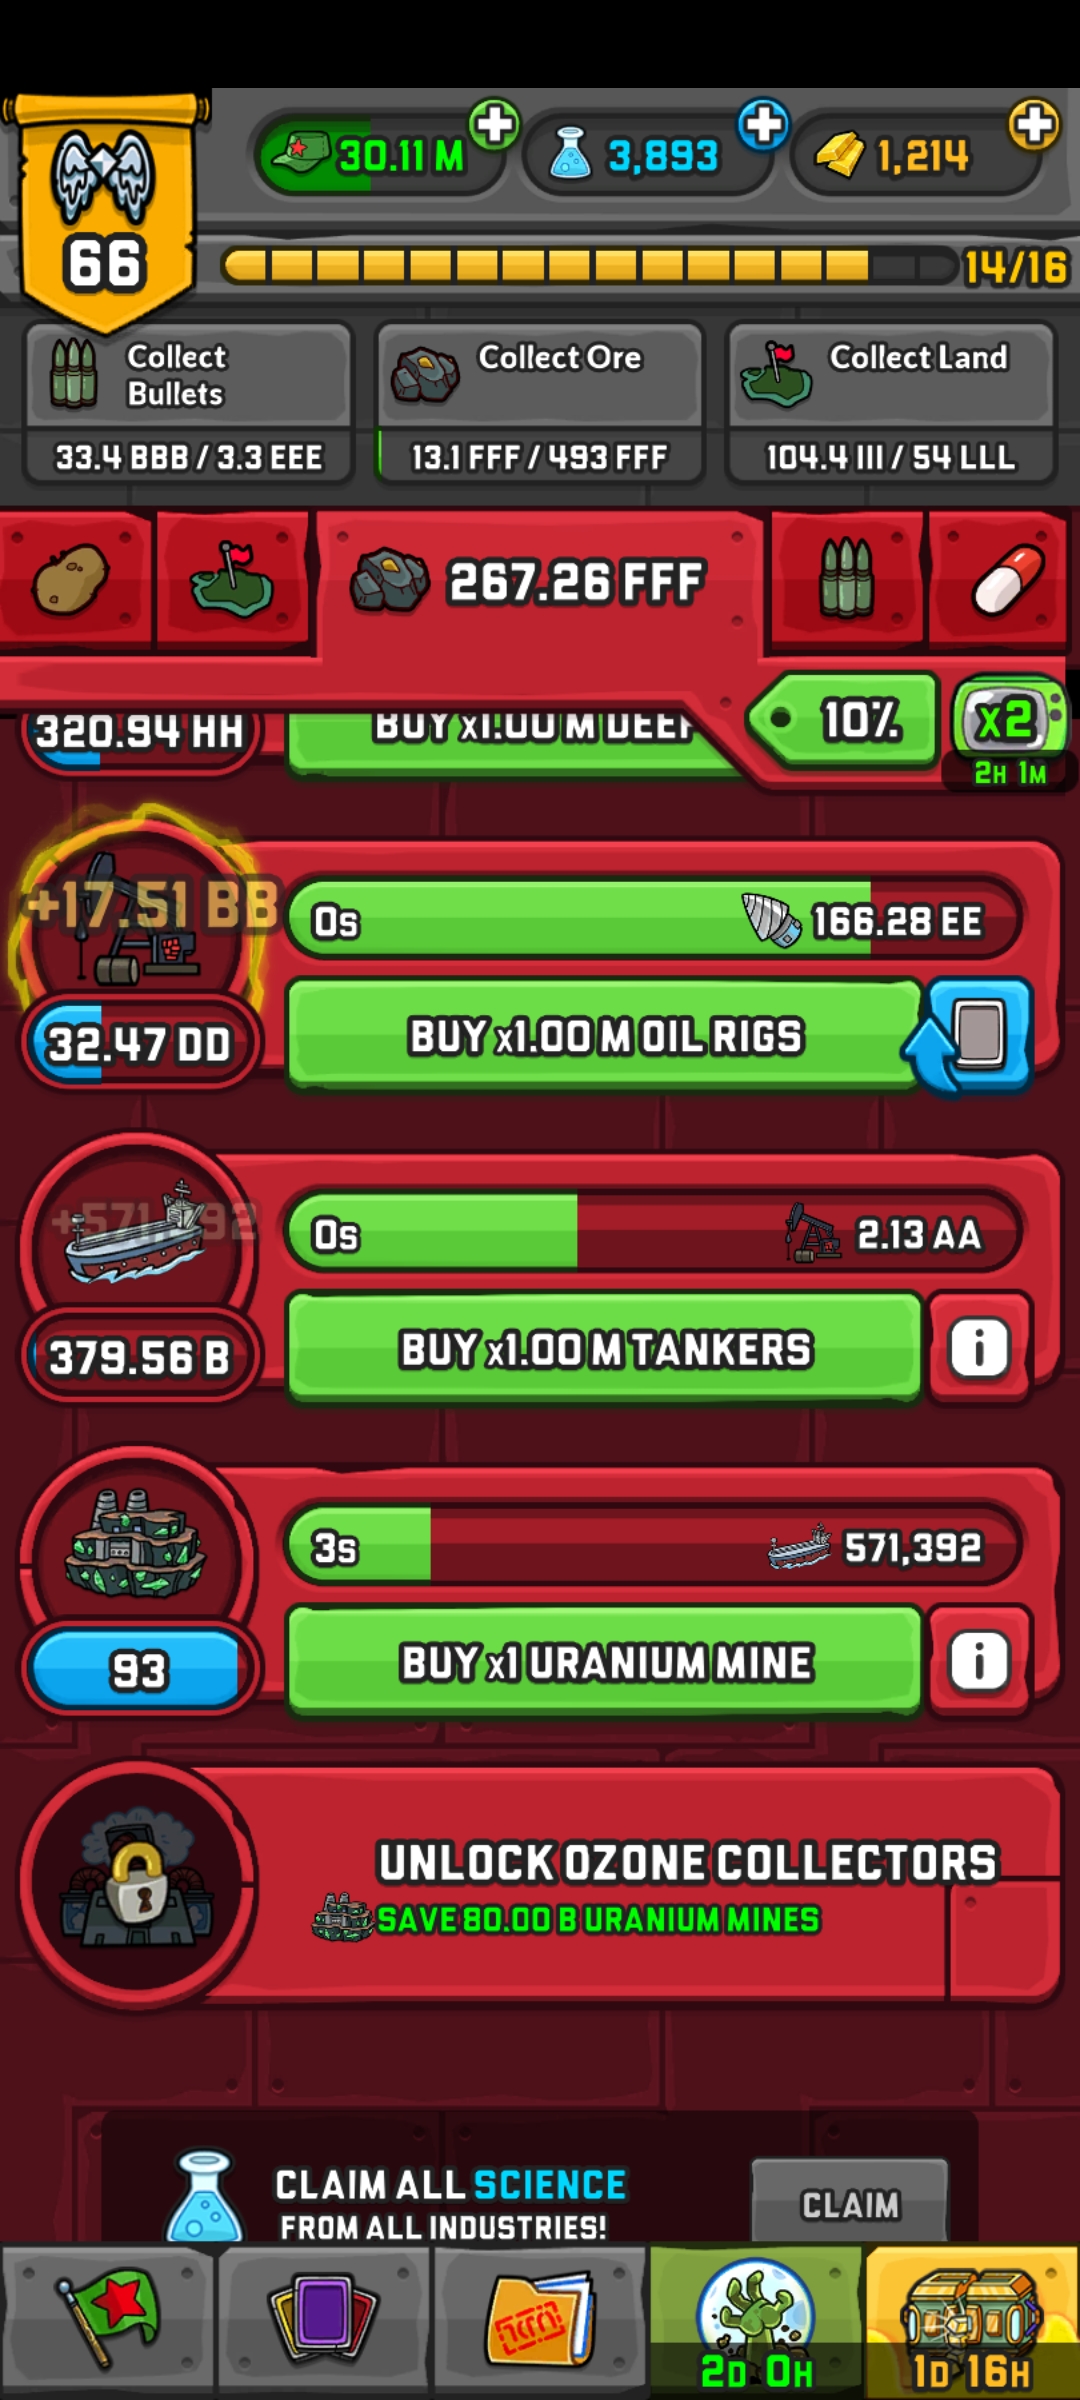 30.11 M
3,893
1,214
66
14/16
Collect
Bullets
Collect Ore
Collect Land
33.4 BBB / 3.3 EEE
13.1 FFF / 493 FFF
104.4 III / 54 LLL
267.26 FFF
320.94 HH
BUY x1.00 M DEEP
10%
x2
2H 1M
+17.51 BB
0s
166.28 EE
32.47 DD
BUY x1.00 M OIL RIGS
+571,392
0s
2.13 AA
379.56 B
BUY x1.00 M TANKERS
i
3s
571,392
93
BUY x1 URANIUM MINE
i
UNLOCK OZONE COLLECTORS
SAVE 80.00 B URANIUM MINES
CLAIM ALL SCIENCE
FROM ALL INDUSTRIES!
CLAIM
2D 0H
1D 16H